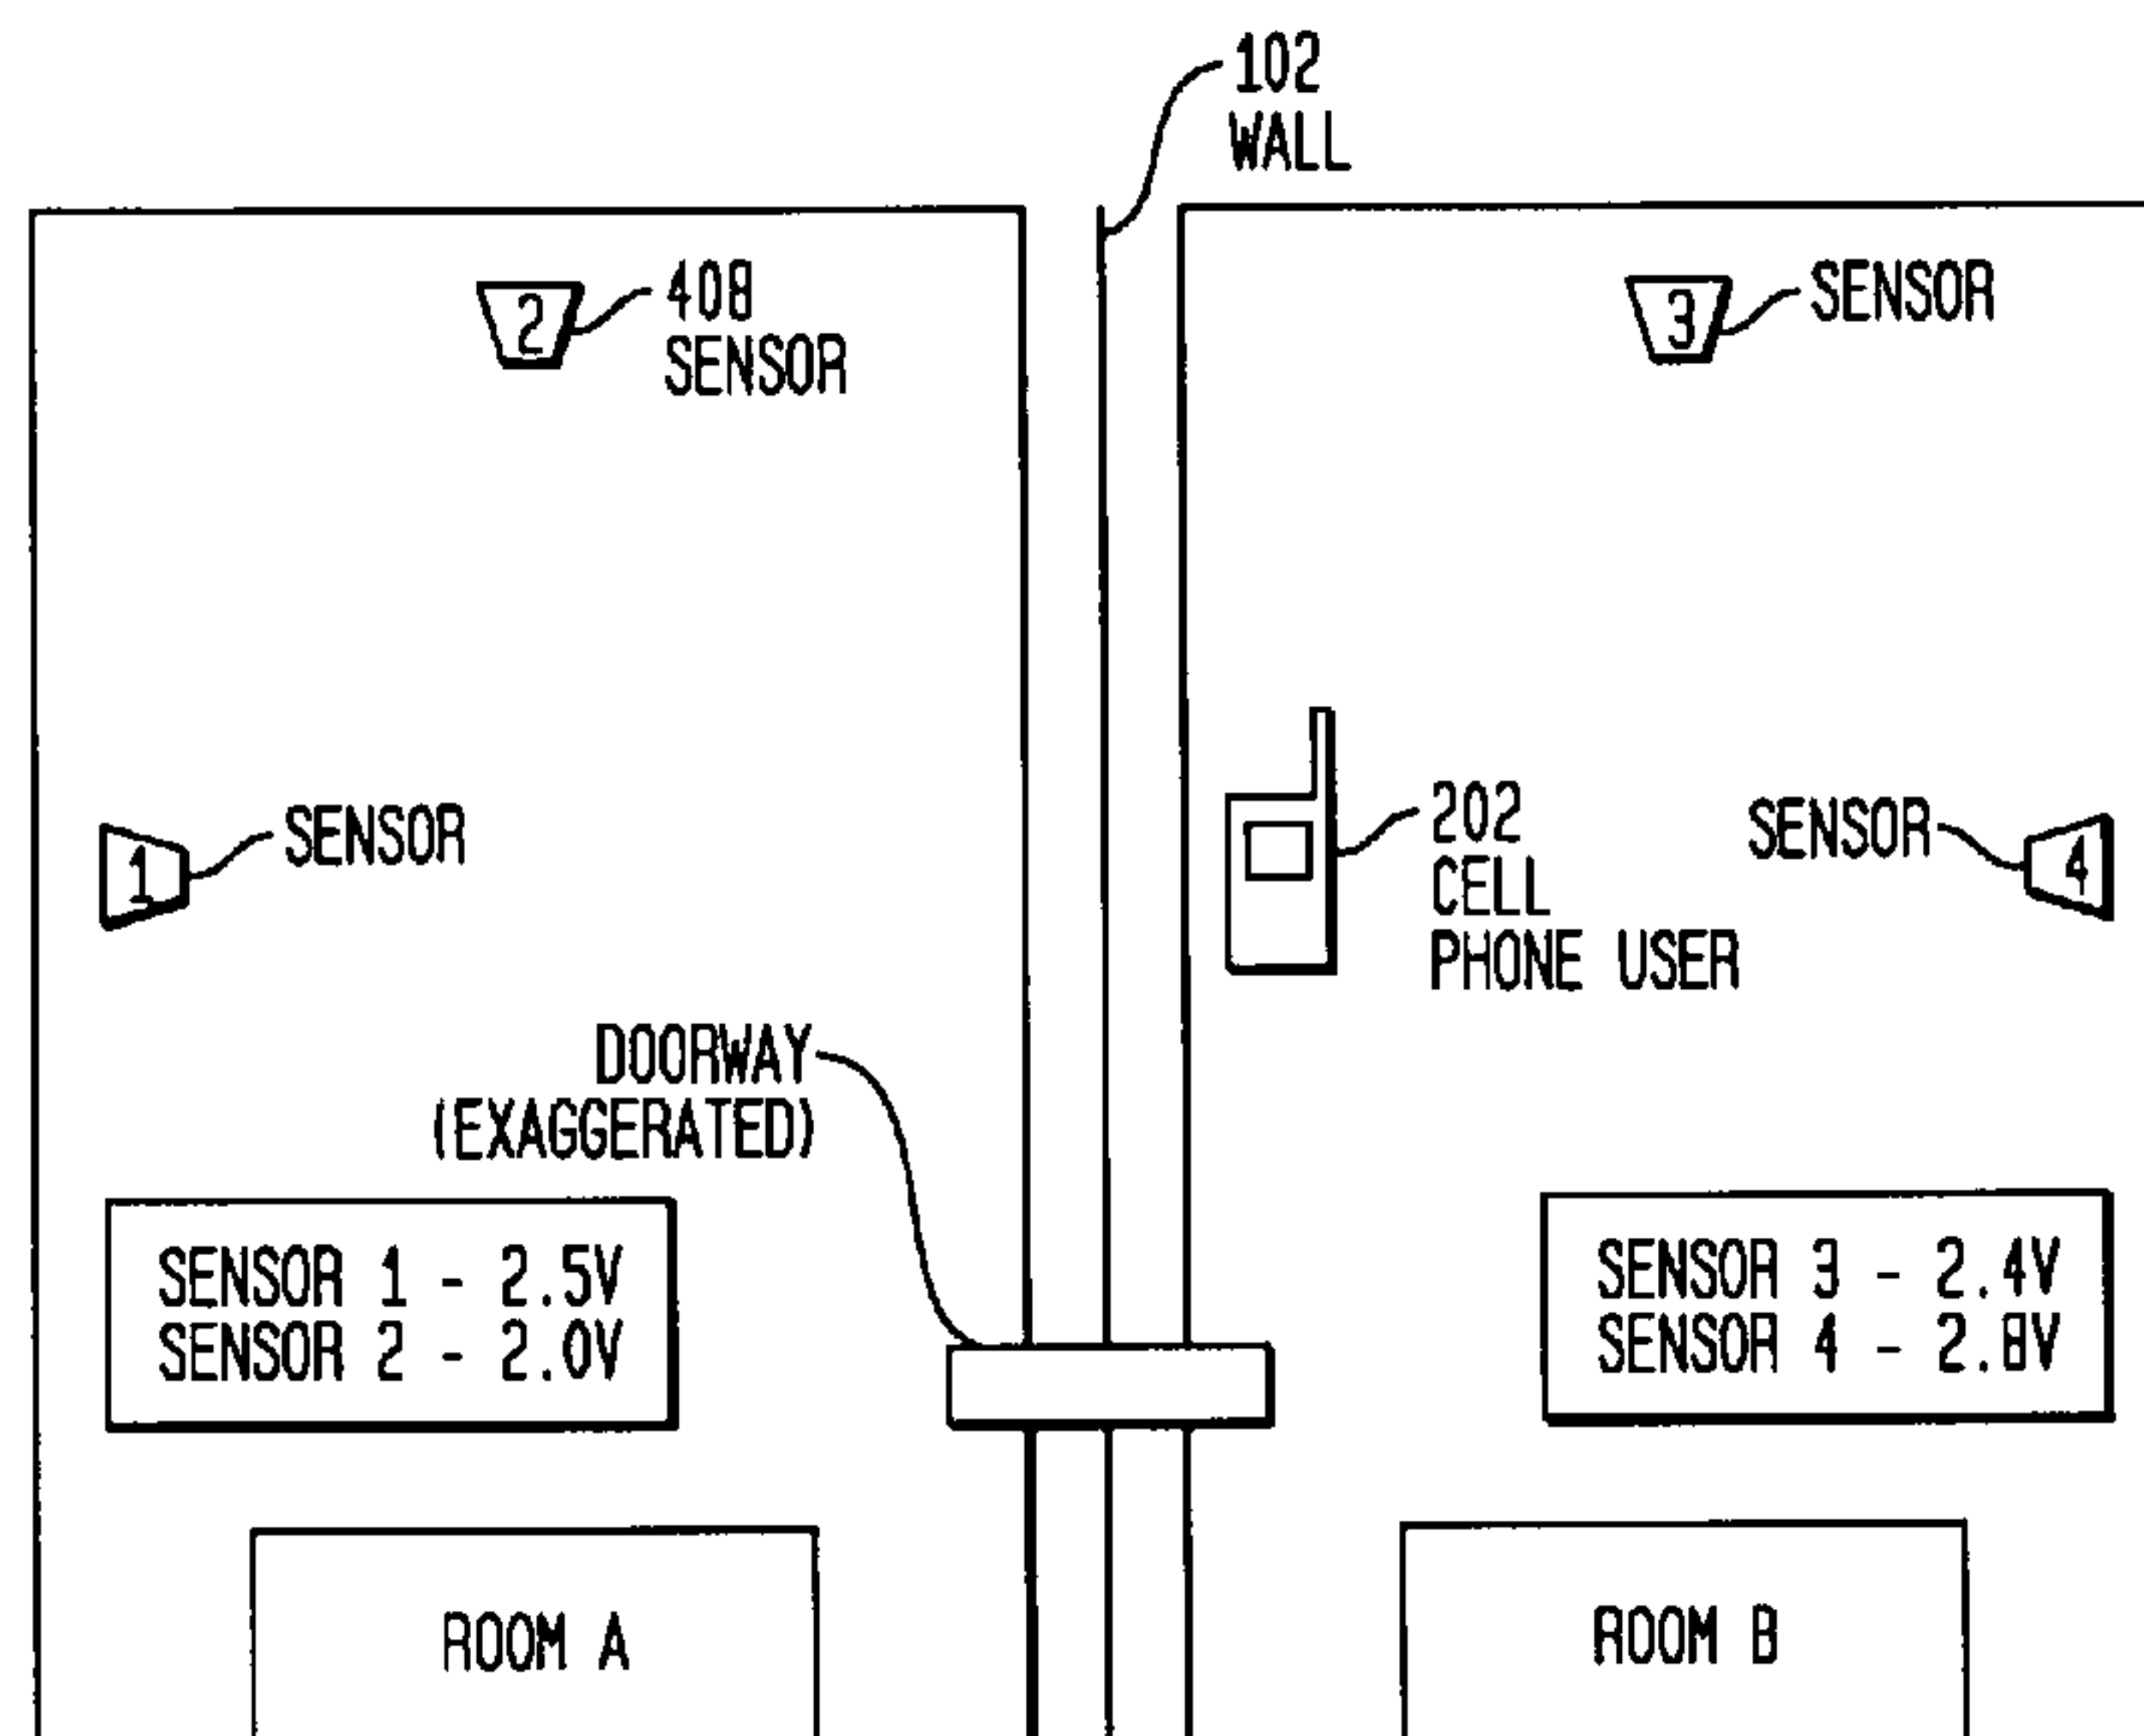 102
WALL
408
SENSOR
2
SENSOR
3
SENSOR
1
202
CELL
PHONE USER
SENSOR
4
DOORWAY
(EXAGGERATED)
SENSOR 1 - 2.5V
SENSOR 2 - 2.0V
SENSOR 3 - 2.4V
SENSOR 4 - 2.8V
ROOM A
ROOM B